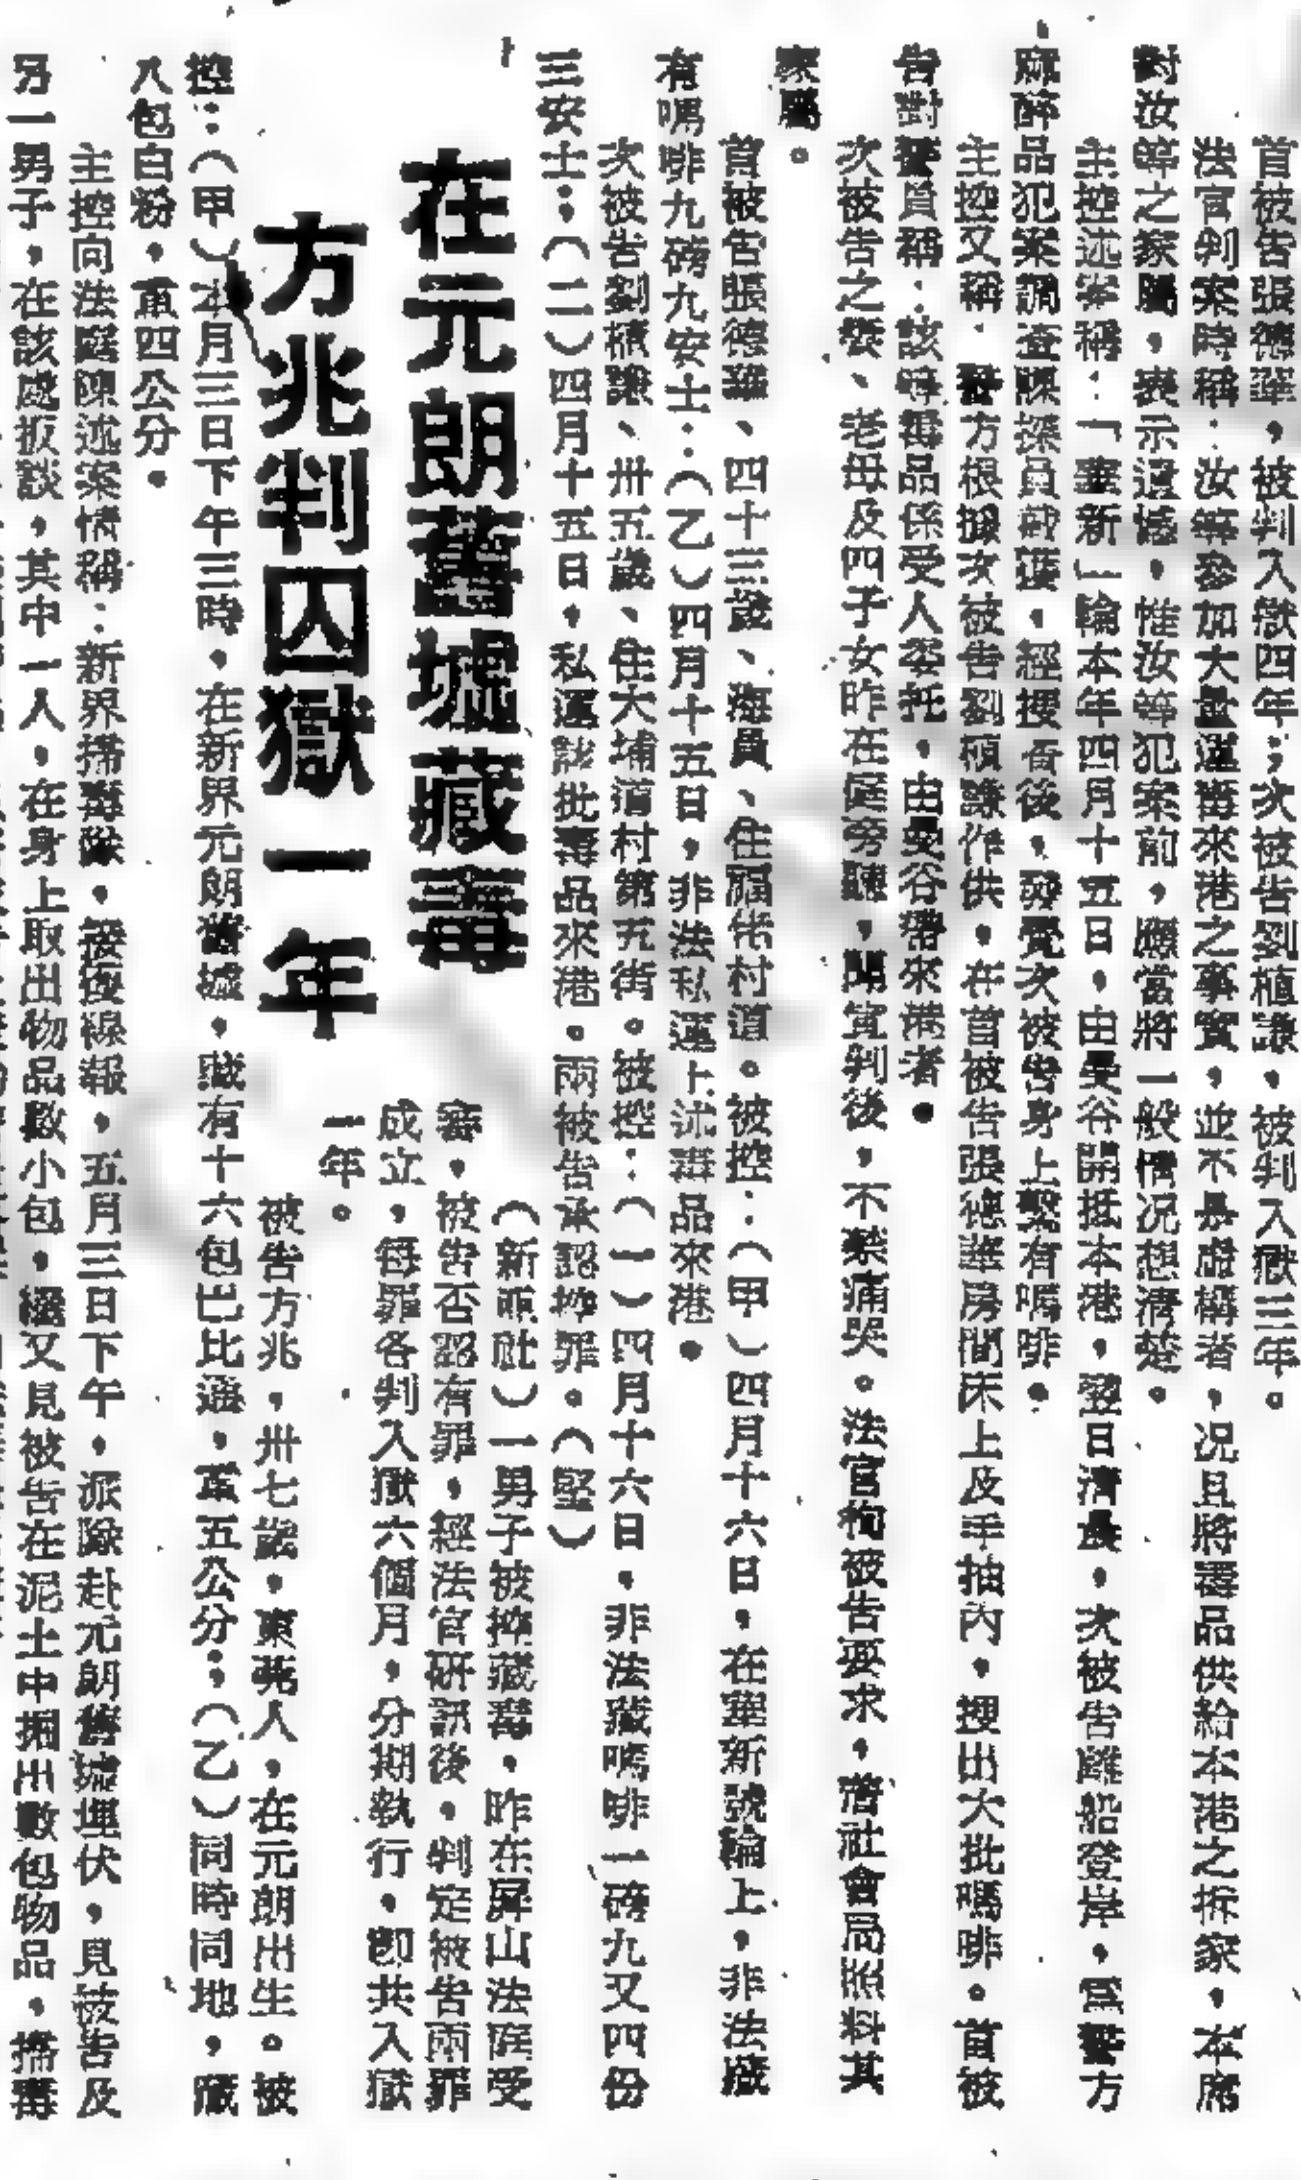 首被告張德華，被判入獄四年；次被告劉植謙，被判入獄三年。
法官判案時稱：汝等參加大量運毒來港之事實，並不是虛構者，况且將毒品供給本港之拆家，本席
對汝等之家屬，表示遺憾，惟汝等犯案前，應當將一般情况想清楚。
主控述案稱：「華新」輪本年四月十五日，由曼谷開抵本港，翌日清晨，次被告離船登岸，爲警方
麻醉品犯案調查課探員截獲，經搜查後，發覺次被告身上繫有嗎啡。
主控又稱：警方根據次被告劉植謙作供，在首被告張德華房間床上及手抽內，搜出大批嗎啡。首被
告對警員稱：該等毒品係受人委托，由曼谷帶來港者。
次被告之妻、老母及四子女昨在庭旁聽，聞宣判後，不禁痛哭。法官徇被告要求，着社會局照料其
家屬。
首被告張德華、四十三歲、海員、住福佬村道。被控：（甲）四月十六日，在華新號輪上，非法藏
有嗎啡九磅九安士：（乙）四月十五日，非法私運上述毒品來港。
次被告劉植謙、卅五歲、住大埔道村第五街。被控：（一）四月十六日，非法藏嗎啡一磅九又四份
三安士；（二）四月十五日，私運該批毒品來港。兩被告承認控罪。（堅）
在元朗舊墟藏毒
方兆判囚獄一年
（新亞社）一男子被控藏毒，昨在屏山法庭受
審，被告否認有罪，經法官研訊後，判定被告兩罪
成立，每罪各判入獄六個月，分期執行，即共入獄
一年。
被告方兆，卅七歲，東莞人，在元朗出生。被
控：（甲）本月三日下午三時，在新界元朗舊墟，藏有十六包巴比通，重五公分；（乙）同時同地，藏
八包白粉，重四公分。
主控向法庭陳述案情稱：新界掃毒隊，接獲線報，五月三日下午，派隊赴元朗舊墟埋伏，見被告及
另一男子，在該處扳談，其中一人，在身上取出物品數小包，繼又見被告在泥土中掘出數包物品，掃毒